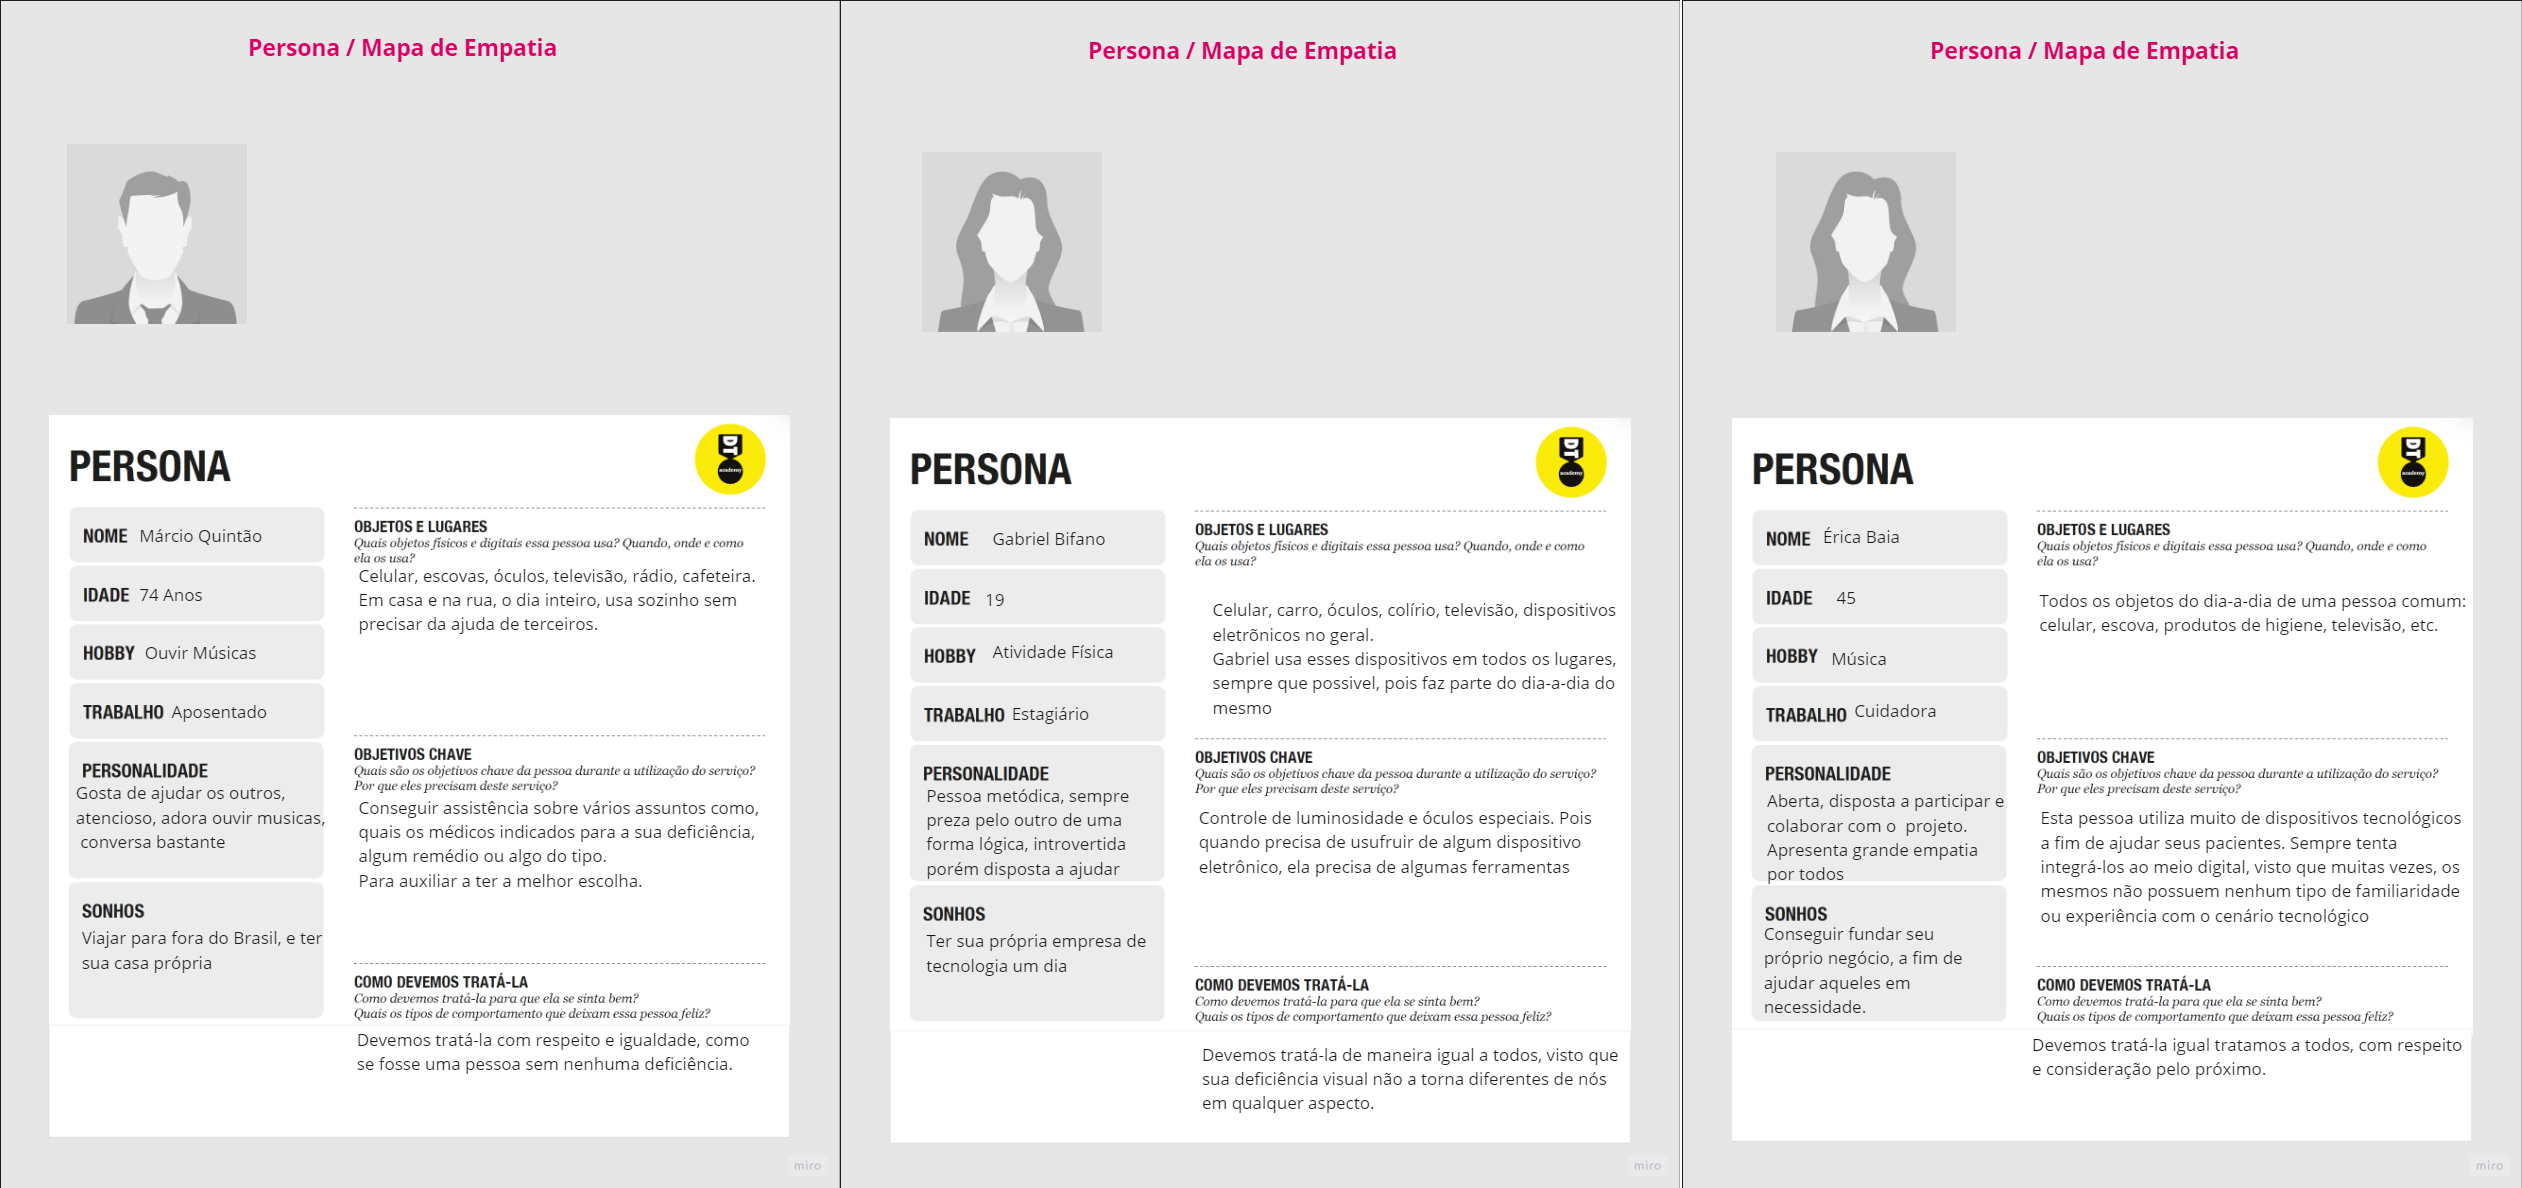 Persona / Mapa de Empatia
PERSONA
DT
academy
NOME Márcio Quintão
IDADE 74 Anos
HOBBY Ouvir Músicas
TRABALHO Aposentado
PERSONALIDADE
Gosta de ajudar os outros,
atencioso, adora ouvir musicas,
conversa bastante
SONHOS
Viajar para fora do Brasil, e ter
sua casa própria
OBJETOS E LUGARES
Quais objetos físicos e digitais essa pessoa usa? Quando, onde e como
ela os usa?
Celular, escovas, óculos, televisão, rádio, cafeteira.
Em casa e na rua, o dia inteiro, usa sozinho sem
precisar da ajuda de terceiros.
OBJETIVOS CHAVE
Quais são os objetivos chave da pessoa durante a utilização do serviço?
Por que eles precisam deste serviço?
Conseguir assistência sobre vários assuntos como,
quais os médicos indicados para a sua deficiência,
algum remédio ou algo do tipo.
Para auxiliar a ter a melhor escolha.
COMO DEVEMOS TRATÁ-LA
Como devemos tratá-la para que ela se sinta bem?
Quais os tipos de comportamento que deixam essa pessoa feliz?
Devemos tratá-la com respeito e igualdade, como
se fosse uma pessoa sem nenhuma deficiência.
miro
Persona / Mapa de Empatia
PERSONA
DT
academy
NOME Gabriel Bifano
IDADE 19
HOBBY Atividade Física
TRABALHO Estagiário
PERSONALIDADE
Pessoa metódica, sempre
preza pelo outro de uma
forma lógica, introvertida
porém disposta a ajudar
SONHOS
Ter sua própria empresa de
tecnologia um dia
OBJETOS E LUGARES
Quais objetos físicos e digitais essa pessoa usa? Quando, onde e como
ela os usa?
Celular, carro, óculos, colírio, televisão, dispositivos
eletrõnicos no geral.
Gabriel usa esses dispositivos em todos os lugares,
sempre que possivel, pois faz parte do dia-a-dia do
mesmo
OBJETIVOS CHAVE
Quais são os objetivos chave da pessoa durante a utilização do serviço?
Por que eles precisam deste serviço?
Controle de luminosidade e óculos especiais. Pois
quando precisa de usufruir de algum dispositivo
eletrônico, ela precisa de algumas ferramentas
COMO DEVEMOS TRATÁ-LA
Como devemos tratá-la para que ela se sinta bem?
Quais os tipos de comportamento que deixam essa pessoa feliz?
Devemos tratá-la de maneira igual a todos, visto que
sua deficiência visual não a torna diferentes de nós
em qualquer aspecto.
miro
Persona / Mapa de Empatia
PERSONA
DT
academy
NOME Érica Baia
IDADE 45
HOBBY Música
TRABALHO Cuidadora
PERSONALIDADE
Aberta, disposta a participar e
colaborar com o projeto.
Apresenta grande empatia
por todos
SONHOS
Conseguir fundar seu
próprio negócio, a fim de
ajudar aqueles em
necessidade.
OBJETOS E LUGARES
Quais objetos físicos e digitais essa pessoa usa? Quando, onde e como
ela os usa?
Todos os objetos do dia-a-dia de uma pessoa comum:
celular, escova, produtos de higiene, televisão, etc.
OBJETIVOS CHAVE
Quais são os objetivos chave da pessoa durante a utilização do serviço?
Por que eles precisam deste serviço?
Esta pessoa utiliza muito de dispositivos tecnológicos
a fim de ajudar seus pacientes. Sempre tenta
integrá-los ao meio digital, visto que muitas vezes, os
mesmos não possuem nenhum tipo de familiaridade
ou experiência com o cenário tecnológico
COMO DEVEMOS TRATÁ-LA
Como devemos tratá-la para que ela se sinta bem?
Quais os tipos de comportamento que deixam essa pessoa feliz?
Devemos tratá-la igual tratamos a todos, com respeito
e consideração pelo próximo.
miro